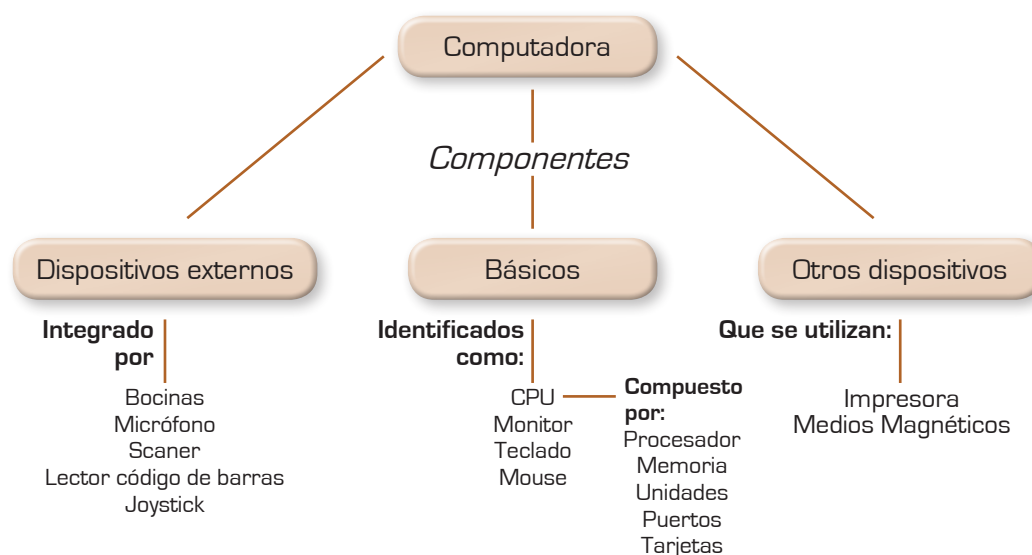 Computadora
Componentes
Dispositivos externos
Básicos
Otros dispositivos
Integrado
por
Bocinas
Micrófono
Scaner
Lector código de barras
Joystick
Identificados
como:
CPU
Monitor
Teclado
Mouse
Compuesto
por:
Procesador
Memoria
Unidades
Puertos
Tarjetas
Que se utilizan:
Impresora
Medios Magnéticos